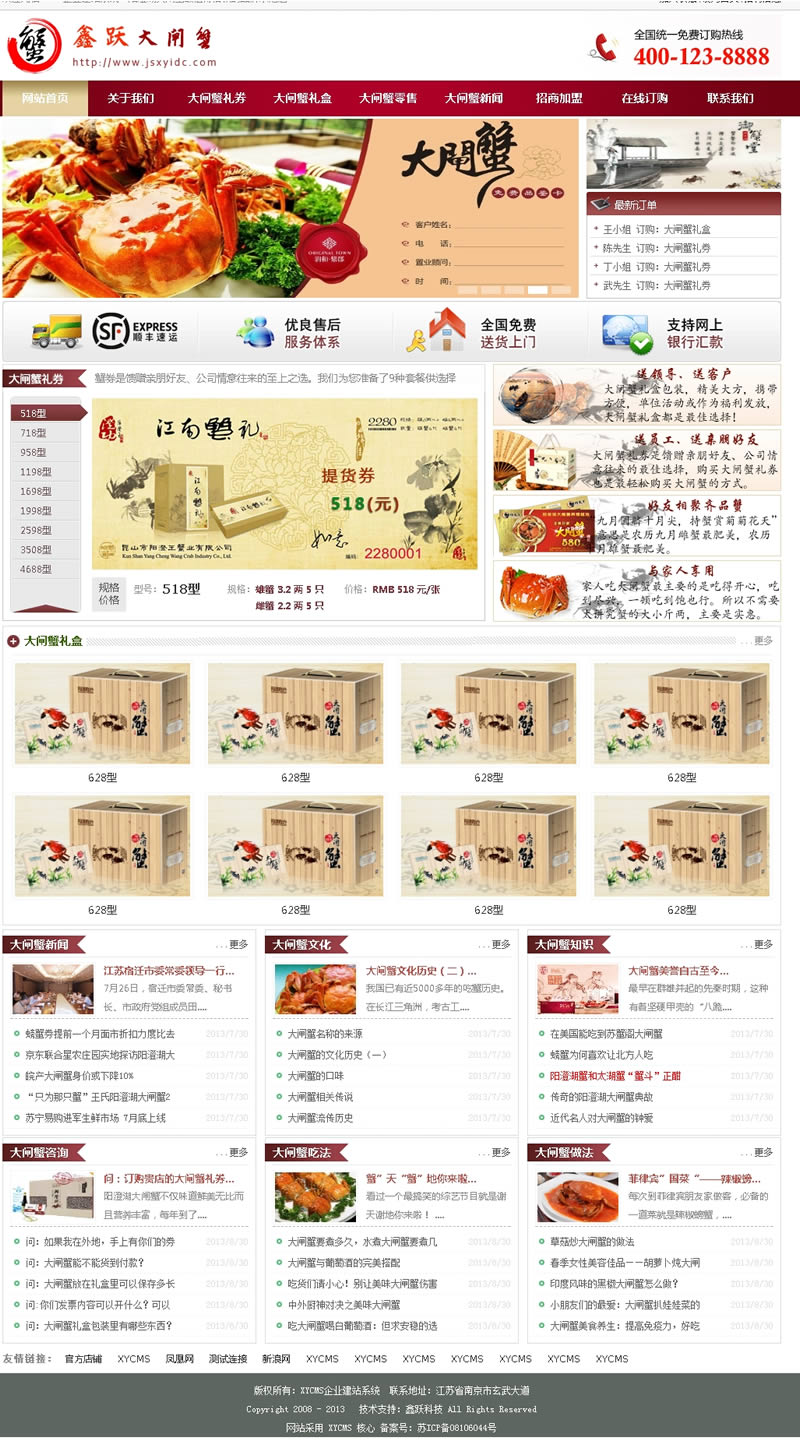 蟹
鑫跃大闸蟹
http://www.jsxyidc.com
全国统一免费订购热线
400-123-8888
网站首页 关于我们 大闸蟹礼券 大闸蟹礼盒 大闸蟹零售 大闸蟹新闻 招商加盟 在线订购 联系我们
大闸蟹
免费品鉴卡
客户姓名:
电 话:
置业顾问:
时 间:
ORIGINAL TOWN
御蟹堂
最新订单
王小姐 订购：大闸蟹礼盒
陈先生 订购：大闸蟹礼券
丁小姐 订购：大闸蟹礼券
武先生 订购：大闸蟹礼券
SF EXPRESS
顺丰速运
优良售后
服务体系
全国免费
送货上门
支持网上
银行汇款
大闸蟹礼券
蟹券是馈赠亲朋好友、公司情意往来的至上之选。我们为您准备了9种套餐供选择
518型
718型
958型
1198型
1698型
1998型
2598型
3508型
4688型
江南蟹礼
2280
提货券
518(元)
昆山市阳澄王蟹业有限公司
Kun Shan Yang Cheng Wang Crab Industry Co., Ltd.
如意
编码: 2280001
规格
价格
型号： 518型 规格： 雄蟹 3.2 两 5 只 价格： RMB 518 元/张
雌蟹 2.2 两 5 只
送领导、送客户
大闸蟹礼盒包装，精美大方，携带
方便，单位活动或作为福利发放，
大闸蟹礼盒都是最佳选择！
送员工、送亲朋好友
大闸蟹礼券是馈赠亲朋好友、公司情
意往来的最佳选择，购买大闸蟹礼券
也是最轻松购买大闸蟹的方式。
好友相聚齐品蟹
"九月圆脐十月尖，持蟹赏菊菊花天"
意思是农历九月雌蟹最肥美，农历
十月雄蟹最肥美。
与家人享用
家人吃大闸蟹最主要的是吃得开心，吃
到尽兴，一顿吃到饱也行。所以不需要
太拼究蟹的大小斤两，主要是实惠。
大闸蟹礼盒
...更多
628型 628型 628型 628型
628型 628型 628型 628型
大闸蟹新闻 ...更多
江苏宿迁市委常委领导一行...
7月26日，宿迁市委常委、秘书
长、市政府党组成员田....
螃蟹券提前一个月面市折扣力度比去 2013/7/30
京东联合星农庄园实地探访阳澄湖大 2013/7/30
皖产大闸蟹身价或下降10% 2013/7/30
“只为那只蟹”王氏阳澄湖大闸蟹2 2013/7/30
苏宁易购进军生鲜市场 7月底上线 2013/7/30
大闸蟹文化 ...更多
大闸蟹文化历史（二）...
我国已有近5000多年的吃蟹历史。
在长江三角洲，考古工....
大闸蟹名称的来源 2013/7/30
大闸蟹的文化历史（一） 2013/7/30
大闸蟹的口味 2013/7/30
大闸蟹相关传说 2013/7/30
大闸蟹流传历史 2013/7/30
大闸蟹知识 ...更多
大闸蟹美誉自古至今...
最早在群雄并起的先秦时期，这种
有着坚硬甲壳的“八跪....
在美国能吃到苏蟹阁大闸蟹 2013/7/30
螃蟹为何喜欢让北方人吃 2013/7/30
阳澄湖蟹和太湖蟹“蟹斗”正酣 2013/7/30
传奇的阳澄湖大闸蟹典故 2013/7/30
近代名人对大闸蟹的钟爱 2013/7/30
大闸蟹咨询 ...更多
问：订购贵店的大闸蟹礼券...
阳澄湖大闸蟹不仅味道鲜美无比而
且营养丰富，每年到了....
问：如果我在外地，手上有你们的券 2013/8/30
问：大闸蟹能不能货到付款？ 2013/8/30
问：大闸蟹放在礼盒里可以保存多长 2013/8/30
问:你们发票内容可以开什么？可以 2013/8/30
问：大闸蟹礼盒包装里有哪些东西？ 2013/8/30
大闸蟹吃法 ...更多
蟹”天“蟹”地你来啦...
看过一个最搞笑的综艺节目就是谢
天谢地你来啦！....
大闸蟹要煮多久，水煮大闸蟹要煮几
大闸蟹与葡萄酒的完美搭配
吃货们请小心！别让美味大闸蟹伤害
中外厨神对决之美味大闸蟹
吃大闸蟹喝白葡萄酒：但求安稳的选
大闸蟹做法 ...更多
菲律宾”国菜“——辣椒螃...
每次到菲律宾朋友家做客，必备的
一道菜就是辣椒螃蟹，....
草菇炒大闸蟹的做法
春季女性美容佳品－－胡萝卜炖大闸
印度风味的黑椒大闸蟹怎么做？
小朋友们的最爱：大闸蟹扒娃娃菜的
大闸蟹美食养生：提高免疫力，好吃
友情链接： 官方店铺 XYCMS 凤凰网 测试连接 新浪网 XYCMS XYCMS XYCMS XYCMS XYCMS XYCMS XYCMS
版权所有：XYCMS企业建站系统 联系地址：江苏省南京市玄武大道
Copyright 2008 - 2013 技术支持：鑫跃科技 All Rights Reserved
网站采用 XYCMS 核心 备案号：苏ICP备08106044号